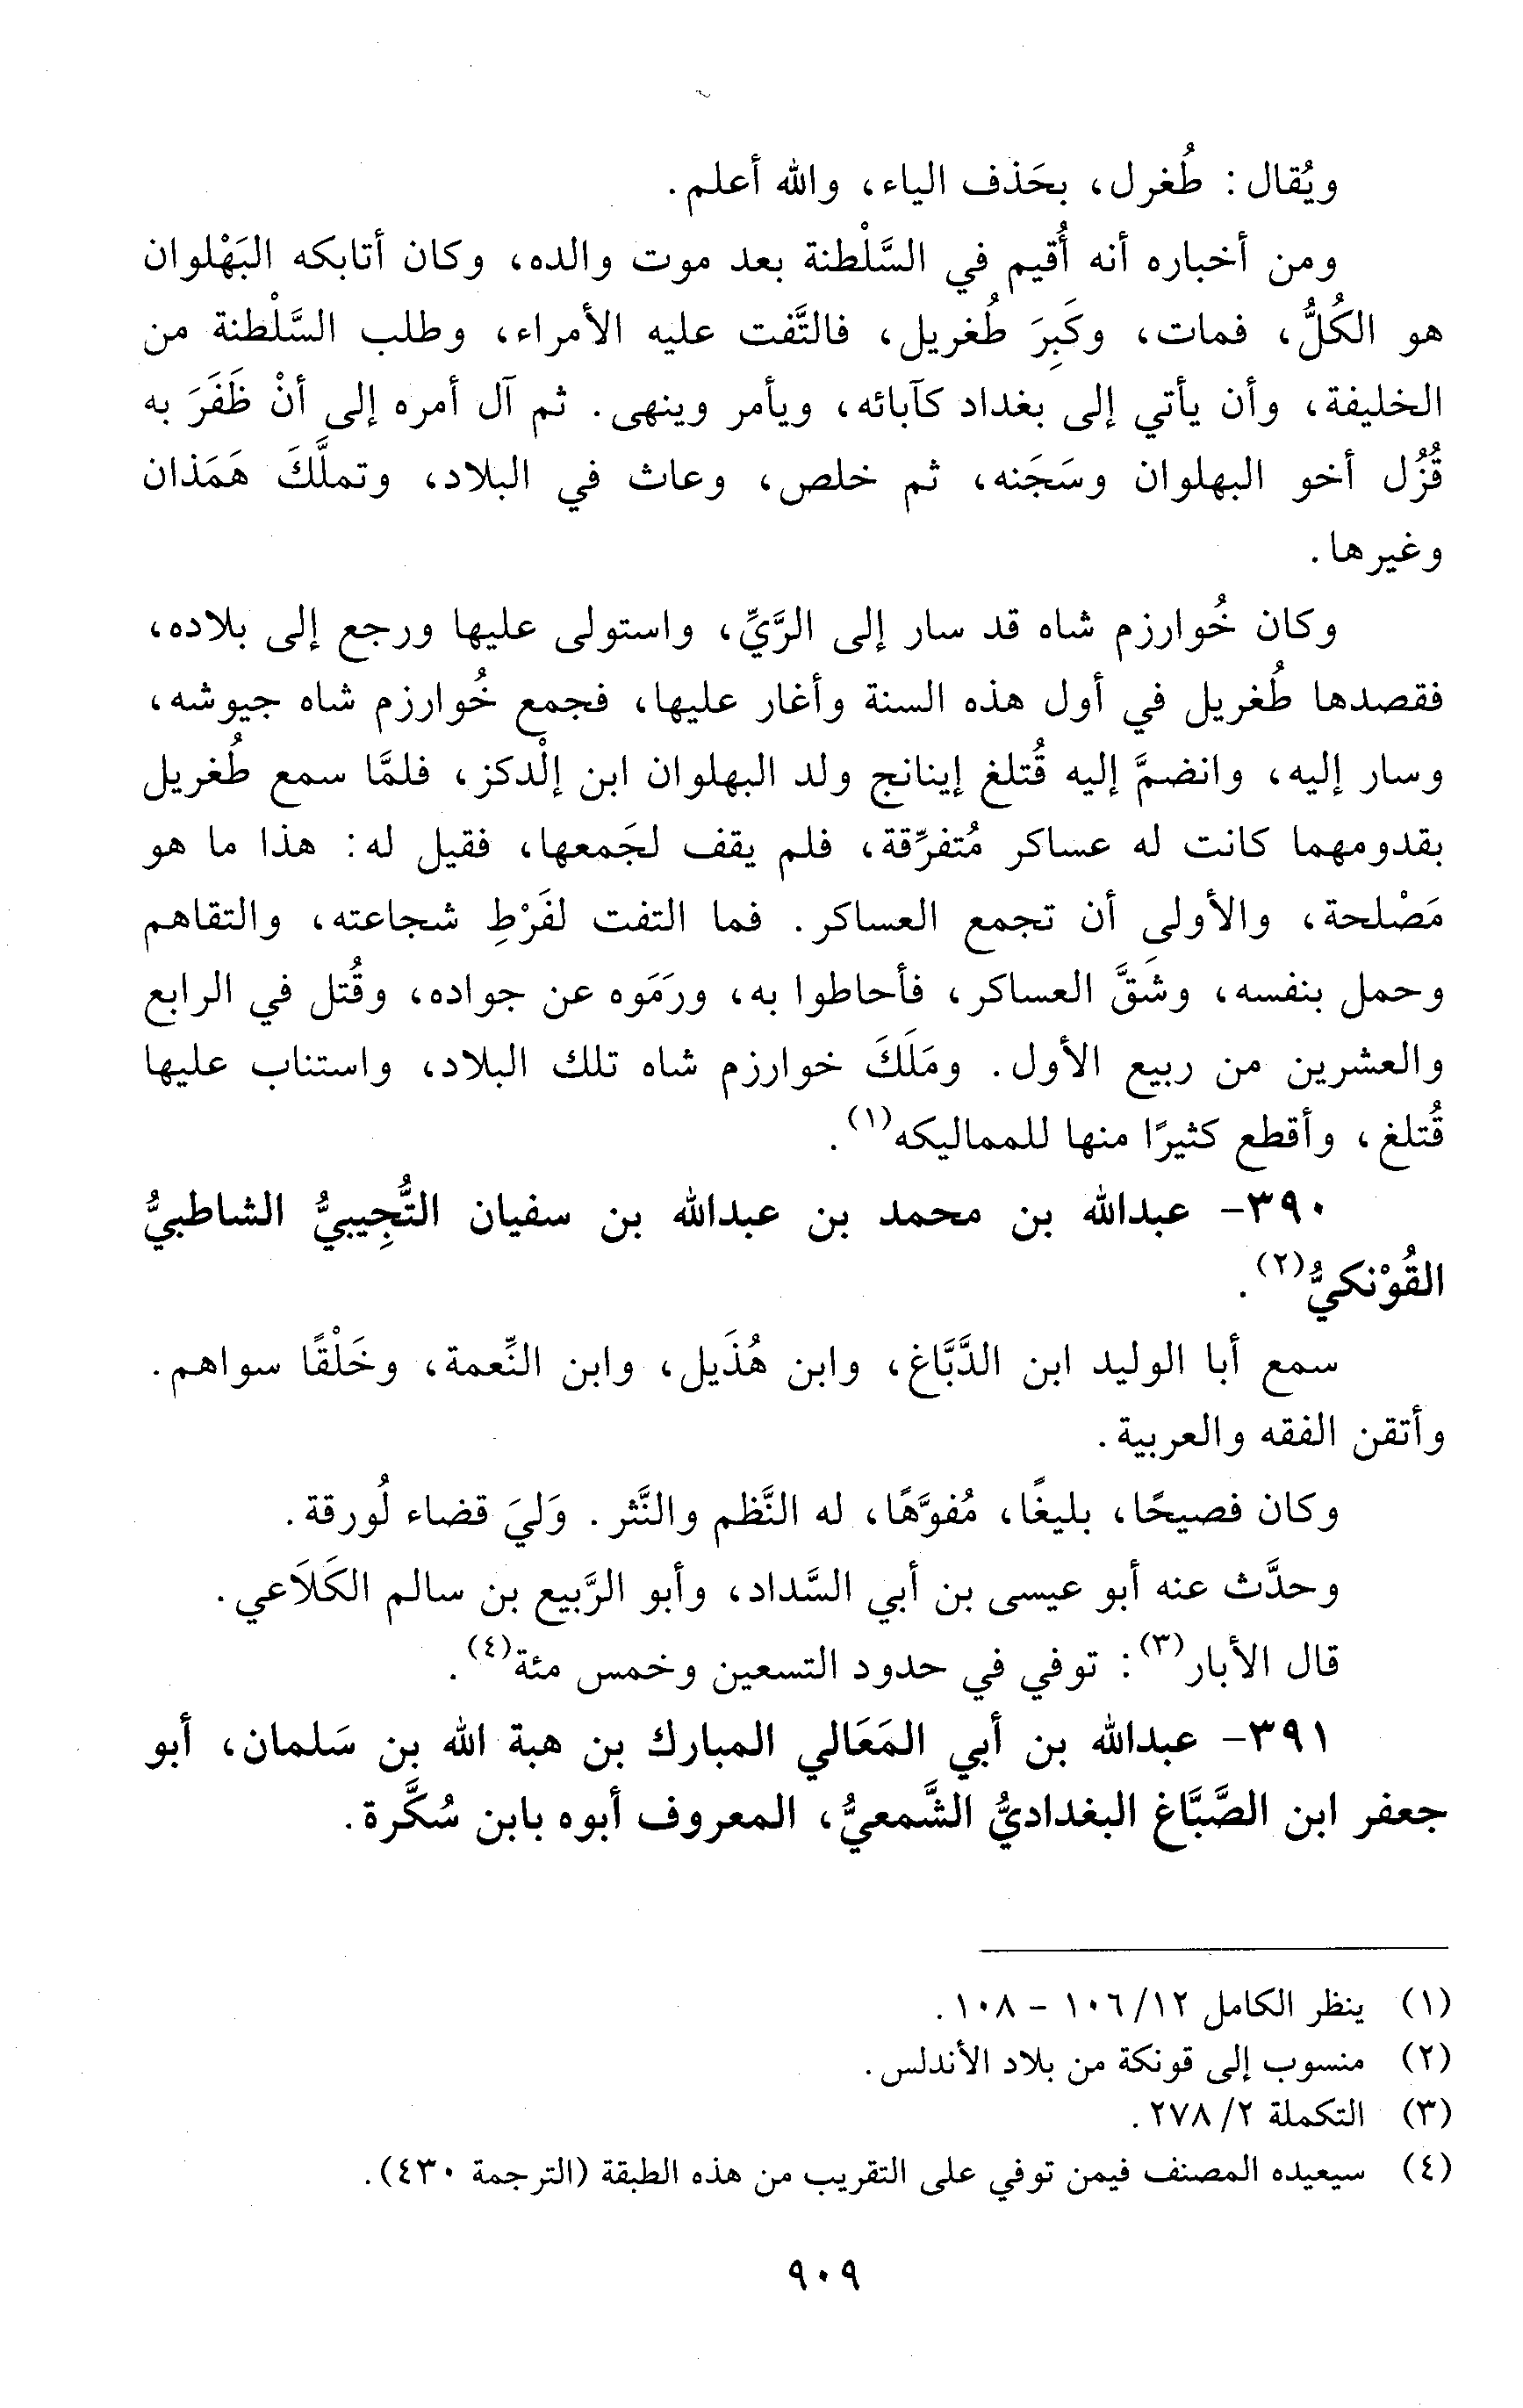 ويُقال: طُغرل، بحَذف الياء، والله أعلم.
ومن أخباره أنه أُقيم في السَّلْطنة بعد موت والده، وكان أتابكه البَهْلوان
هو الكُلُّ، فمات، وكَبِرَ طُغريل، فالتَّفت عليه الأمراء، وطلب السَّلْطنة من
الخليفة، وأن يأتي إلى بغداد كآبائه، ويأمر وينهى. ثم آل أمره إلى أنْ ظَفَرَ به
قُزُل أخو البهلوان وسَجَنه، ثم خلص، وعاث في البلاد، وتملَّكَ هَمَذان
وغيرها.
وكان خُوارزم شاه قد سار إلى الرَّيِّ، واستولى عليها ورجع إلى بلاده،
فقصدها طُغريل في أول هذه السنة وأغار عليها، فجمع خُوارزم شاه جيوشه،
وسار إليه، وانضمَّ إليه قُتلغ إينانج ولد البهلوان ابن إلْدكز، فلمَّا سمع طُغريل
بقدومهما كانت له عساكر مُتفرِّقة، فلم يقف لجَمعها، فقيل له: هذا ما هو
مَصْلحة، والأولى أن تجمع العساكر. فما التفت لفَرْطِ شجاعته، والتقاهم
وحمل بنفسه، وشَقَّ العساكر، فأحاطوا به، ورَمَوه عن جواده، وقُتل في الرابع
والعشرين من ربيع الأول. ومَلَكَ خوارزم شاه تلك البلاد، واستناب عليها
قُتلغ، وأقطع كثيرًا منها للمماليكه(١).
٣٩٠- عبدالله بن محمد بن عبدالله بن سفيان التُّجِيبيُّ الشاطبيُّ
القُوْنكيُّ(٢).
سمع أبا الوليد ابن الدَّبَّاغ، وابن هُذَيل، وابن النِّعمة، وخَلْقًا سواهم.
وأتقن الفقه والعربية.
وكان فصيحًا، بليغًا، مُفوَّهًا، له النَّظم والنَّثر. وَليَ قضاء لُورقة.
وحدَّث عنه أبو عيسى بن أبي السَّداد، وأبو الرَّبيع بن سالم الكَلاَعي.
قال الأبار(٣): توفي في حدود التسعين وخمس مئة(٤).
٣٩١- عبدالله بن أبي المَعَالي المبارك بن هبة الله بن سَلمان، أبو
جعفر ابن الصَّبَّاغ البغداديُّ الشَّمعيُّ، المعروف أبوه بابن سُكَّرة.
(١) ينظر الكامل ١٢/ ١٠٦ - ١٠٨.
(٢) منسوب إلى قونكة من بلاد الأندلس.
(٣) التكملة ٢/ ٢٧٨.
(٤) سيعيده المصنف فيمن توفي على التقريب من هذه الطبقة (الترجمة ٤٣٠).
٩٠٩